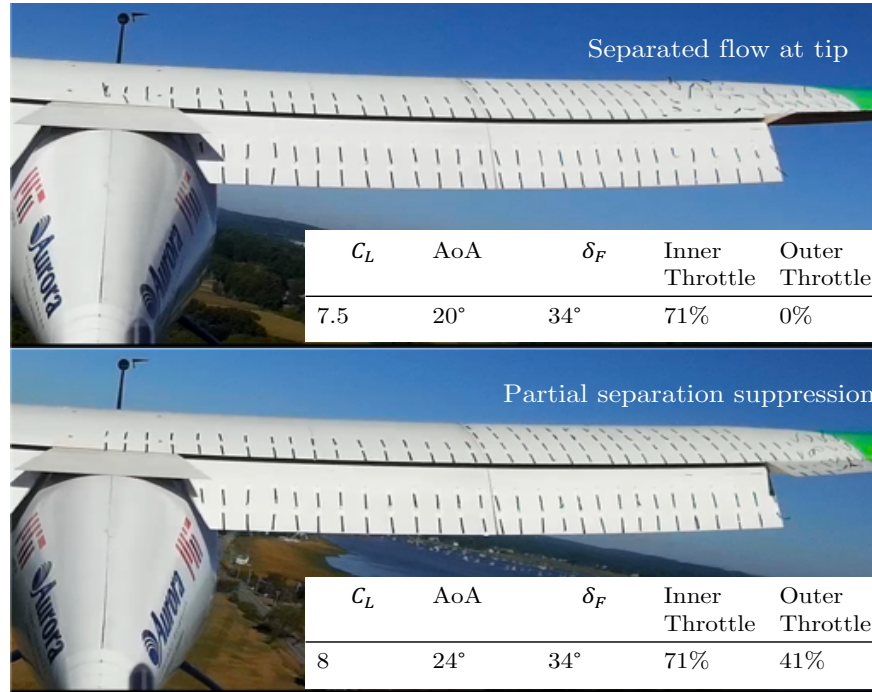 Separated flow at tip
Aurora
Aurora
C_L AoA δ_F Inner Throttle Outer Throttle
7.5 20° 34° 71% 0%
Partial separation suppression
Aurora
Aurora
C_L AoA δ_F Inner Throttle Outer Throttle
8 24° 34° 71% 41%